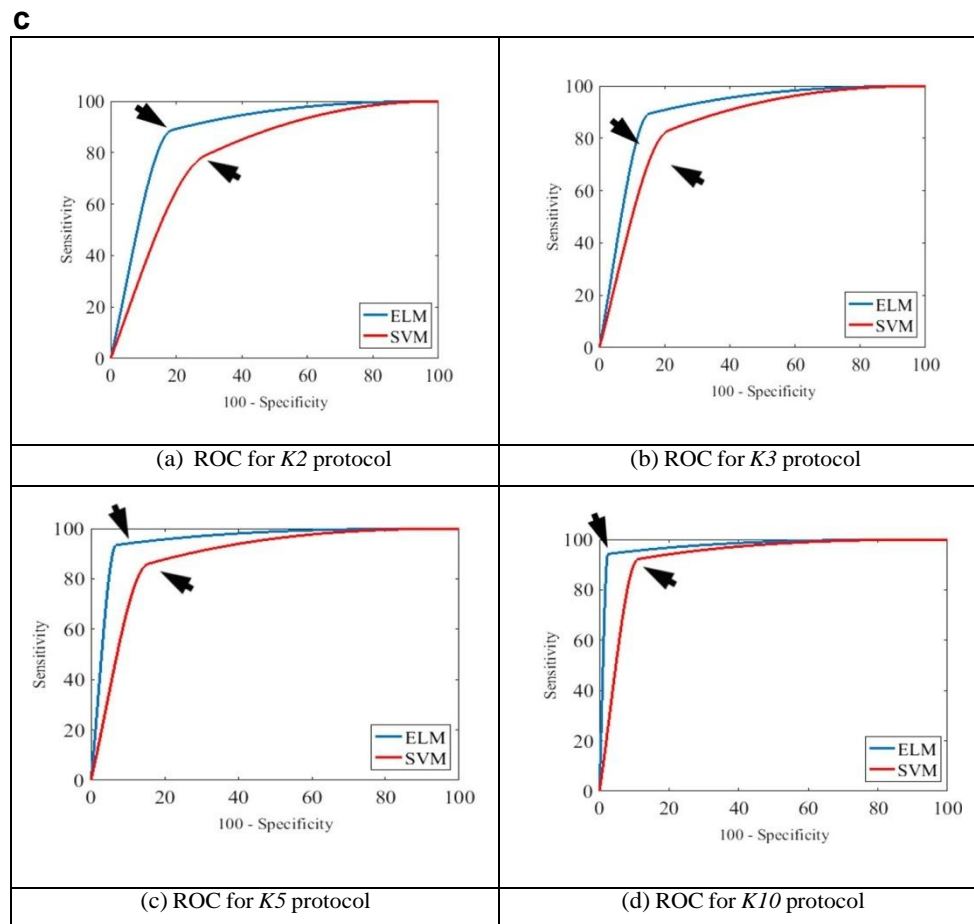 c
100
80
60
40
20
0
Sensitivity
ELM
SVM
0 20 40 60 80 100
100 - Specificity
(a) ROC for K2 protocol
100
80
60
40
20
0
Sensitivity
ELM
SVM
0 20 40 60 80 100
100 - Specificity
(b) ROC for K3 protocol
100
80
60
40
20
0
Sensitivity
ELM
SVM
0 20 40 60 80 100
100 - Specificity
(c) ROC for K5 protocol
100
80
60
40
20
0
Sensitivity
ELM
SVM
0 20 40 60 80 100
100 - Specificity
(d) ROC for K10 protocol